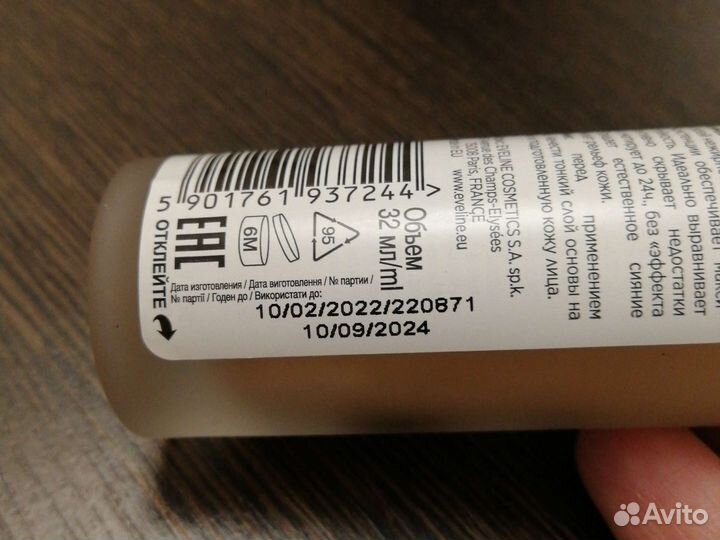 5 901761 937244 >
ОТКЛЕЙТЕ
EAC
6M
95
Объем
32 мл/ml
EVELINE COSMETICS S.A. sp.k.
des Champs-Elysées
Paris, FRANCE
EU
www.eveline.eu
Дата изготовления / Дата виготовлення / № партии /
№ партії / Годен до / Використати до:
10/02/2022/220871
10/09/2024
обеспечивает
Идеально выравнивает
скрывает недостатки
до 24ч., без «эффекта
естественное сияние
кожи.
перед применением
тонкий слой основы на
кожу лица.
Avito